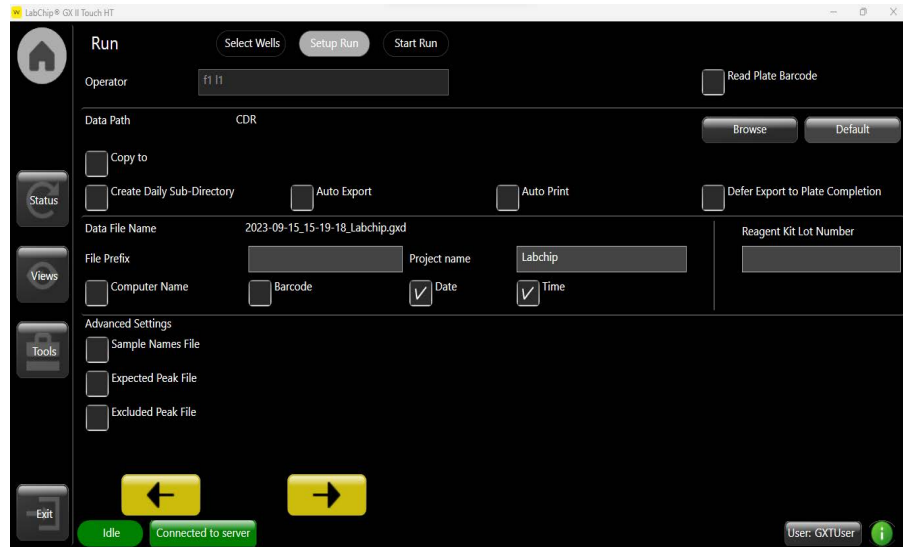 W LabChip® GX II Touch HT
Run Select Wells Setup Run Start Run
Operator f1 l1 Read Plate Barcode
Data Path CDR Browse Default
Copy to
Create Daily Sub-Directory Auto Export Auto Print Defer Export to Plate Completion
Status
Data File Name 2023-09-15_15-19-18_Labchip.gxd Reagent Kit Lot Number
File Prefix Project name Labchip
Views
Computer Name Barcode Date Time
Advanced Settings
Sample Names File
Tools
Expected Peak File
Excluded Peak File
Exit
Idle Connected to server User: GXTUser i